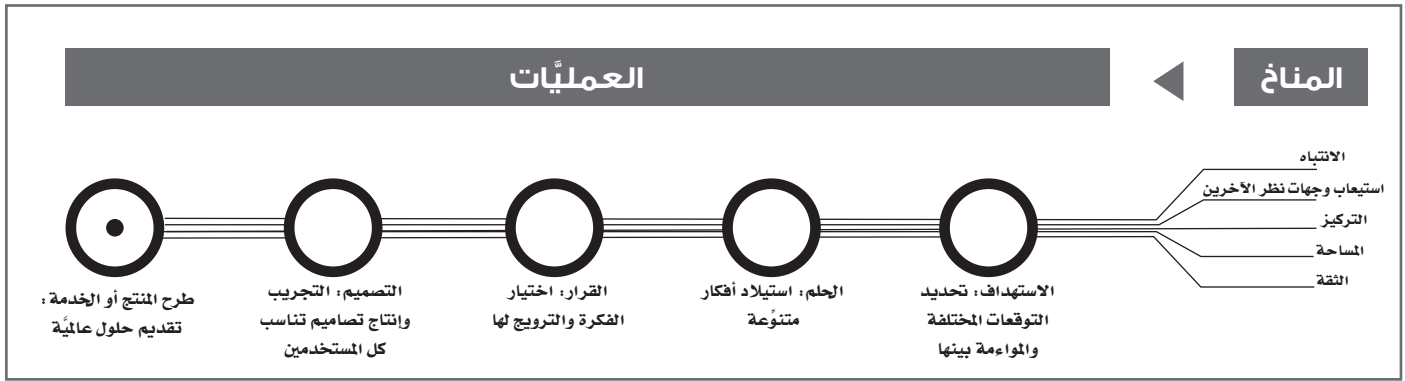 المناخ
العمليَّات
الانتباه
استيعاب وجهات نظر الآخرين
التركيز
المساحة
الثقة
الاستهداف: تحديد
التوقعات المختلفة
والمواءمة بينها
الحلم: استيلاد أفكار
متنوِّعة
القرار: اختيار
الفكرة والترويج لها
التصميم: التجريب
وإنتاج تصاميم تناسب
كل المستخدمين
طرح المنتج أو الخدمة:
تقديم حلول عالميَّة